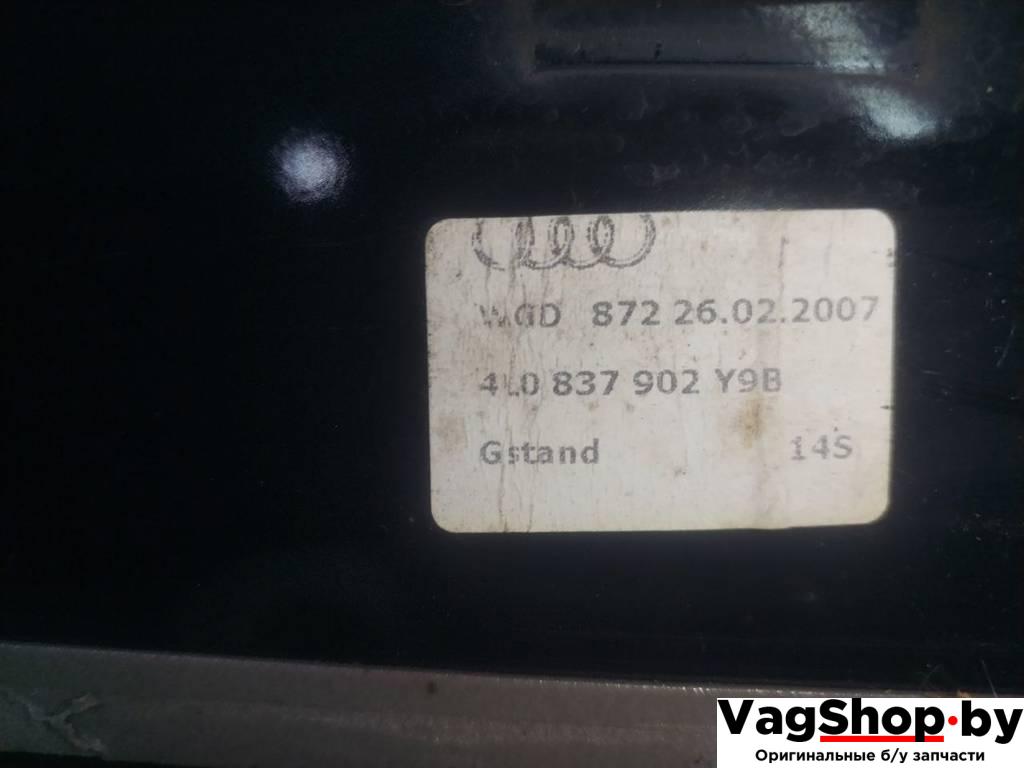 WGD 872 26.02.2007
4L0 837 902 Y9B
Gstand 14S
VagShop.by
Оригинальные б/у запчасти